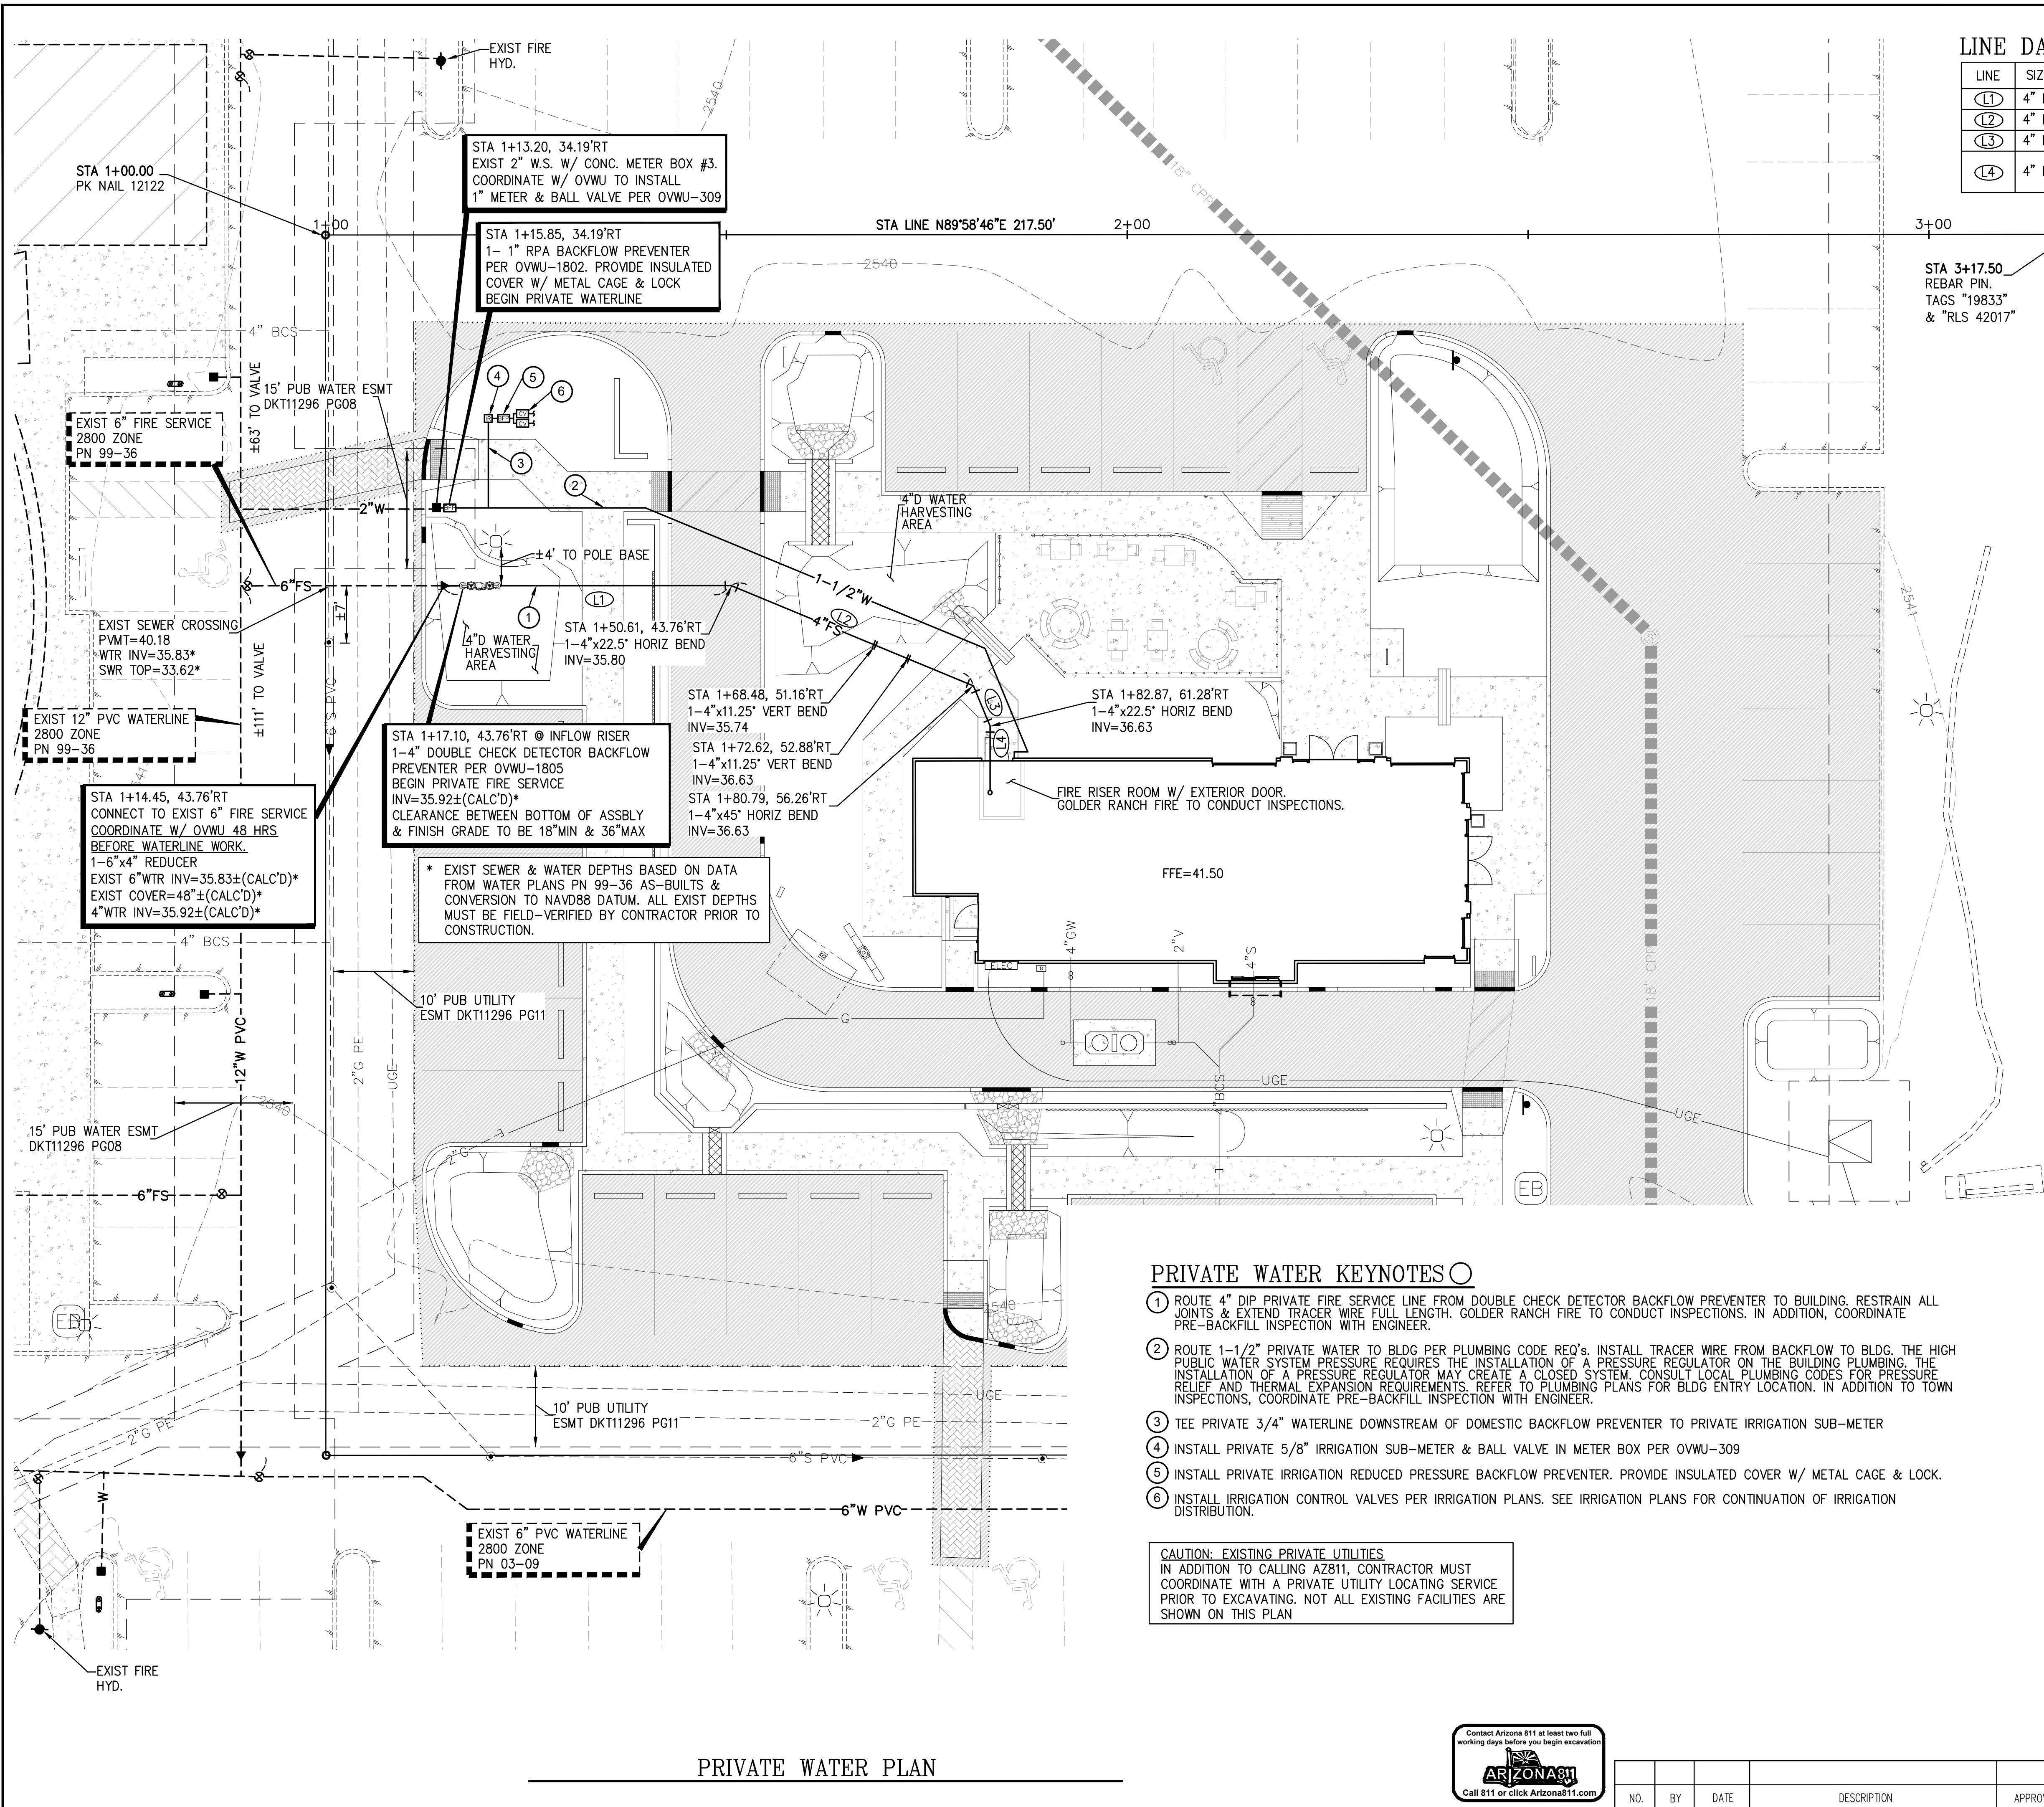 LINE DA
LINE SIZ
L1 4"
L2 4"
L3 4"
L4 4"
EXIST FIRE
HYD.
2540
STA 1+00.00
PK NAIL 12122
STA 1+13.20, 34.19'RT
EXIST 2" W.S. W/ CONC. METER BOX #3.
COORDINATE W/ OVWU TO INSTALL
1" METER & BALL VALVE PER OVWU-309
18" CPP
1+00
STA LINE N89°58'46"E 217.50'
2+00
3+00
STA 1+15.85, 34.19'RT
1- 1" RPA BACKFLOW PREVENTER
PER OVWU-1802. PROVIDE INSULATED
COVER W/ METAL CAGE & LOCK
BEGIN PRIVATE WATERLINE
2540
STA 3+17.50
REBAR PIN.
TAGS "19833"
& "RLS 42017"
4" BCS
±63' TO VALVE
15' PUB WATER ESMT
DKT11296 PG08
4
5
6
EXIST 6" FIRE SERVICE
2800 ZONE
PN 99-36
3
2
2"W
4"D WATER
HARVESTING
AREA
±4' TO POLE BASE
1-1/2"W
6"FS
±7'
L1
1
L2
4"FS
2541
EXIST SEWER CROSSING
PVMT=40.18
WTR INV=35.83*
SWR TOP=33.62*
4"D WATER
HARVESTING
AREA
STA 1+50.61, 43.76'RT
1-4"x22.5° HORIZ BEND
INV=35.80
±111' TO VALVE
6"S PVC
EXIST 12" PVC WATERLINE
2800 ZONE
PN 99-36
2541
STA 1+68.48, 51.16'RT
1-4"x11.25° VERT BEND
INV=35.74
L3
L4
STA 1+82.87, 61.28'RT
1-4"x22.5° HORIZ BEND
INV=36.63
STA 1+17.10, 43.76'RT @ INFLOW RISER
1-4" DOUBLE CHECK DETECTOR BACKFLOW
PREVENTER PER OVWU-1805
BEGIN PRIVATE FIRE SERVICE
INV=35.92±(CALC'D)*
CLEARANCE BETWEEN BOTTOM OF ASSBLY
& FINISH GRADE TO BE 18"MIN & 36"MAX
STA 1+72.62, 52.88'RT
1-4"x11.25° VERT BEND
INV=36.63
STA 1+80.79, 56.26'RT
1-4"x45° HORIZ BEND
INV=36.63
FIRE RISER ROOM W/ EXTERIOR DOOR.
GOLDER RANCH FIRE TO CONDUCT INSPECTIONS.
STA 1+14.45, 43.76'RT
CONNECT TO EXIST 6" FIRE SERVICE
COORDINATE W/ OVWU 48 HRS
BEFORE WATERLINE WORK.
1-6"x4" REDUCER
EXIST 6"WTR INV=35.83±(CALC'D)*
EXIST COVER=48"±(CALC'D)*
4"WTR INV=35.92±(CALC'D)*
* EXIST SEWER & WATER DEPTHS BASED ON DATA
FROM WATER PLANS PN 99-36 AS-BUILTS &
CONVERSION TO NAVD88 DATUM. ALL EXIST DEPTHS
MUST BE FIELD-VERIFIED BY CONTRACTOR PRIOR TO
CONSTRUCTION.
FFE=41.50
4" BCS
4"GW
2"V
4"S
ELEC
G
18" CPP
10' PUB UTILITY
ESMT DKT11296 PG11
G
12"W PVC
2"G PE
UGE
UGE
4"BCS
UGE
2540
15' PUB WATER ESMT
DKT11296 PG08
2"G
6"FS
EB
EB
2540
PRIVATE WATER KEYNOTES
1 ROUTE 4" DIP PRIVATE FIRE SERVICE LINE FROM DOUBLE CHECK DETECTOR BACKFLOW PREVENTER TO BUILDING. RESTRAIN ALL
JOINTS & EXTEND TRACER WIRE FULL LENGTH. GOLDER RANCH FIRE TO CONDUCT INSPECTIONS. IN ADDITION, COORDINATE
PRE-BACKFILL INSPECTION WITH ENGINEER.
2 ROUTE 1-1/2" PRIVATE WATER TO BLDG PER PLUMBING CODE REQ's. INSTALL TRACER WIRE FROM BACKFLOW TO BLDG. THE HIGH
PUBLIC WATER SYSTEM PRESSURE REQUIRES THE INSTALLATION OF A PRESSURE REGULATOR ON THE BUILDING PLUMBING. THE
INSTALLATION OF A PRESSURE REGULATOR MAY CREATE A CLOSED SYSTEM. CONSULT LOCAL PLUMBING CODES FOR PRESSURE
RELIEF AND THERMAL EXPANSION REQUIREMENTS. REFER TO PLUMBING PLANS FOR BLDG ENTRY LOCATION. IN ADDITION TO TOWN
INSPECTIONS, COORDINATE PRE-BACKFILL INSPECTION WITH ENGINEER.
3 TEE PRIVATE 3/4" WATERLINE DOWNSTREAM OF DOMESTIC BACKFLOW PREVENTER TO PRIVATE IRRIGATION SUB-METER
4 INSTALL PRIVATE 5/8" IRRIGATION SUB-METER & BALL VALVE IN METER BOX PER OVWU-309
5 INSTALL PRIVATE IRRIGATION REDUCED PRESSURE BACKFLOW PREVENTER. PROVIDE INSULATED COVER W/ METAL CAGE & LOCK.
6 INSTALL IRRIGATION CONTROL VALVES PER IRRIGATION PLANS. SEE IRRIGATION PLANS FOR CONTINUATION OF IRRIGATION
DISTRIBUTION.
UGE
10' PUB UTILITY
ESMT DKT11296 PG11
2"G PE
2"G PE
6"S PVC
W
6"W PVC
EXIST 6" PVC WATERLINE
2800 ZONE
PN 03-09
CAUTION: EXISTING PRIVATE UTILITIES
IN ADDITION TO CALLING AZ811, CONTRACTOR MUST
COORDINATE WITH A PRIVATE UTILITY LOCATING SERVICE
PRIOR TO EXCAVATING. NOT ALL EXISTING FACILITIES ARE
SHOWN ON THIS PLAN
EXIST FIRE
HYD.
PRIVATE WATER PLAN
Contact Arizona 811 at least two full
working days before you begin excavation
ARIZONA811
Call 811 or click Arizona811.com
NO. BY DATE DESCRIPTION APPRO